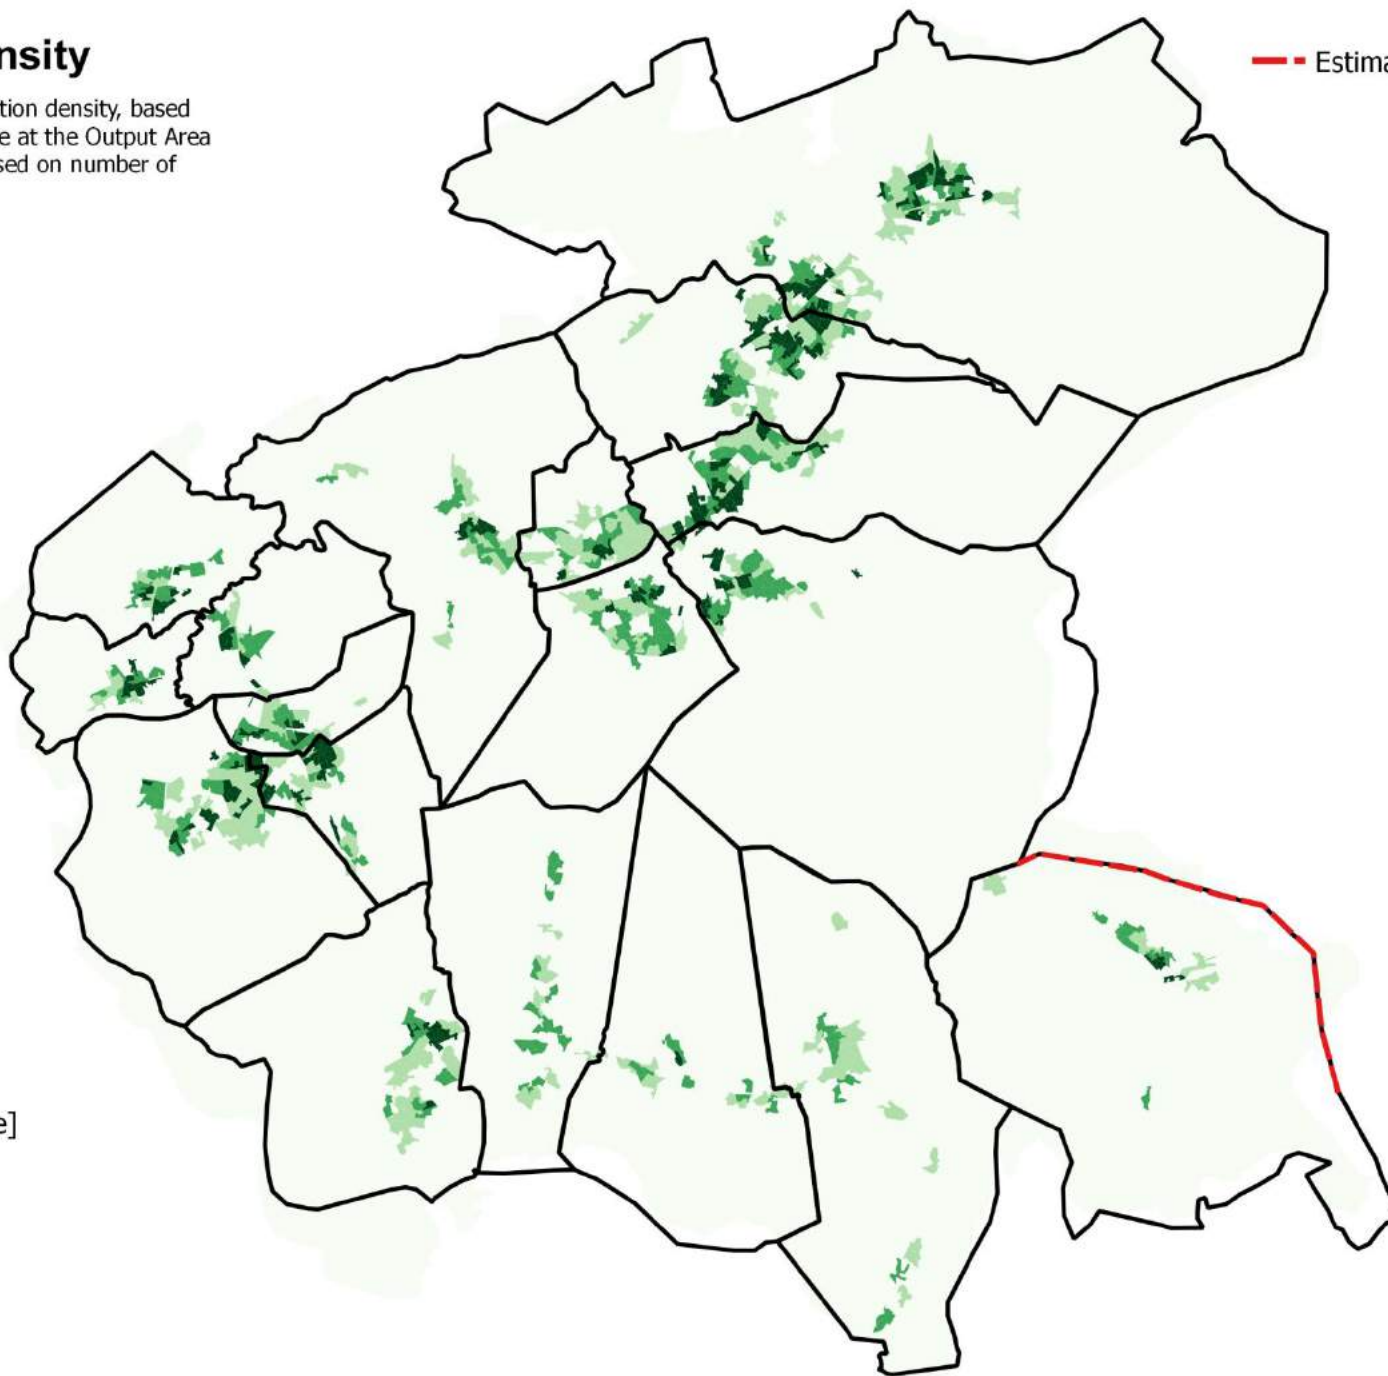 nsity
tion density, based
e at the Output Area
sed on number of
Estima
e]